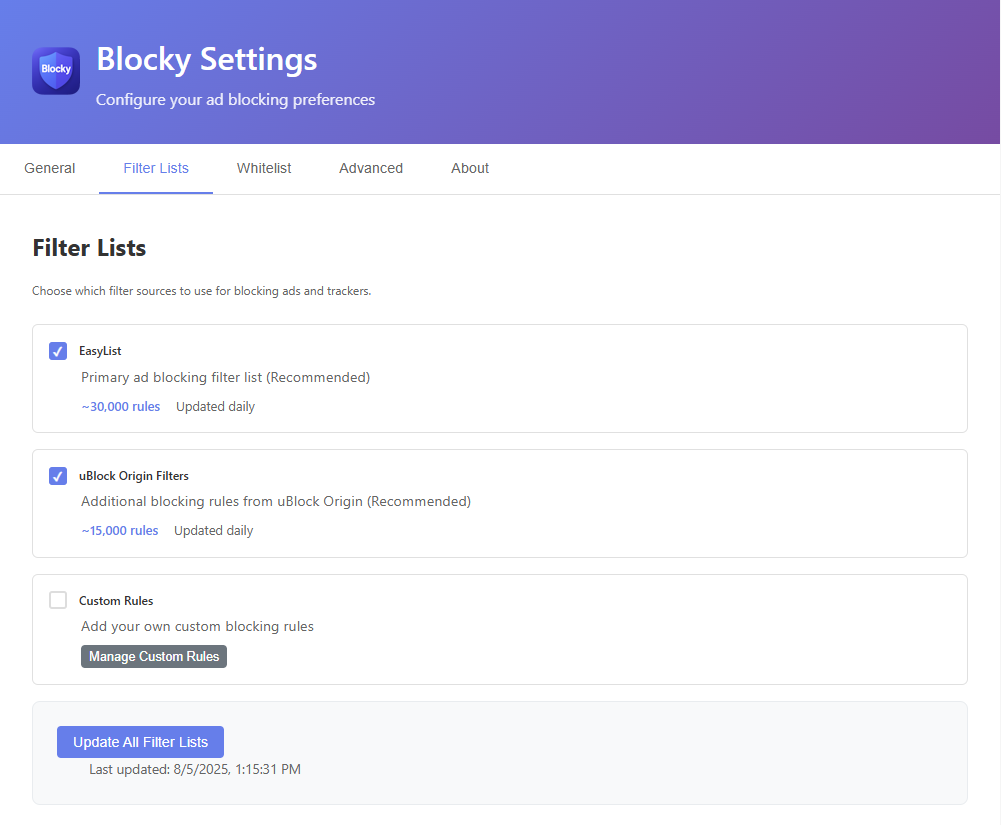 Blocky
Blocky Settings
Configure your ad blocking preferences
General Filter Lists Whitelist Advanced About
Filter Lists
Choose which filter sources to use for blocking ads and trackers.
EasyList
Primary ad blocking filter list (Recommended)
~30,000 rules Updated daily
uBlock Origin Filters
Additional blocking rules from uBlock Origin (Recommended)
~15,000 rules Updated daily
Custom Rules
Add your own custom blocking rules
Manage Custom Rules
Update All Filter Lists
Last updated: 8/5/2025, 1:15:31 PM